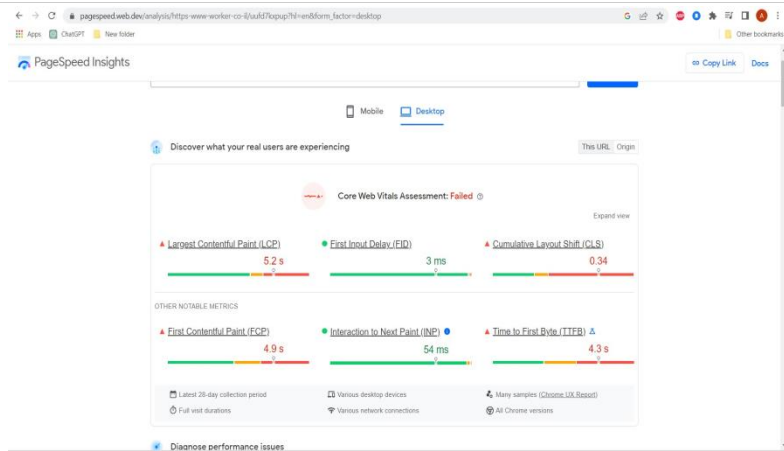 pagespeed.web.dev/analysis/https-www-worker-co-il/uufd7kxpup?hl=en&form_factor=desktop
Apps ChatGPT New folder Other bookmarks
PageSpeed Insights Copy Link Docs
Mobile Desktop
Discover what your real users are experiencing This URL Origin
Core Web Vitals Assessment: Failed
Expand view
Largest Contentful Paint (LCP) First Input Delay (FID) Cumulative Layout Shift (CLS)
5.2 s 3 ms 0.34
OTHER NOTABLE METRICS
First Contentful Paint (FCP) Interaction to Next Paint (INP) Time to First Byte (TTFB)
4.9 s 54 ms 4.3 s
Latest 28-day collection period Various desktop devices Many samples (Chrome UX Report)
Full visit durations Various network connections All Chrome versions
Diagnose performance issues